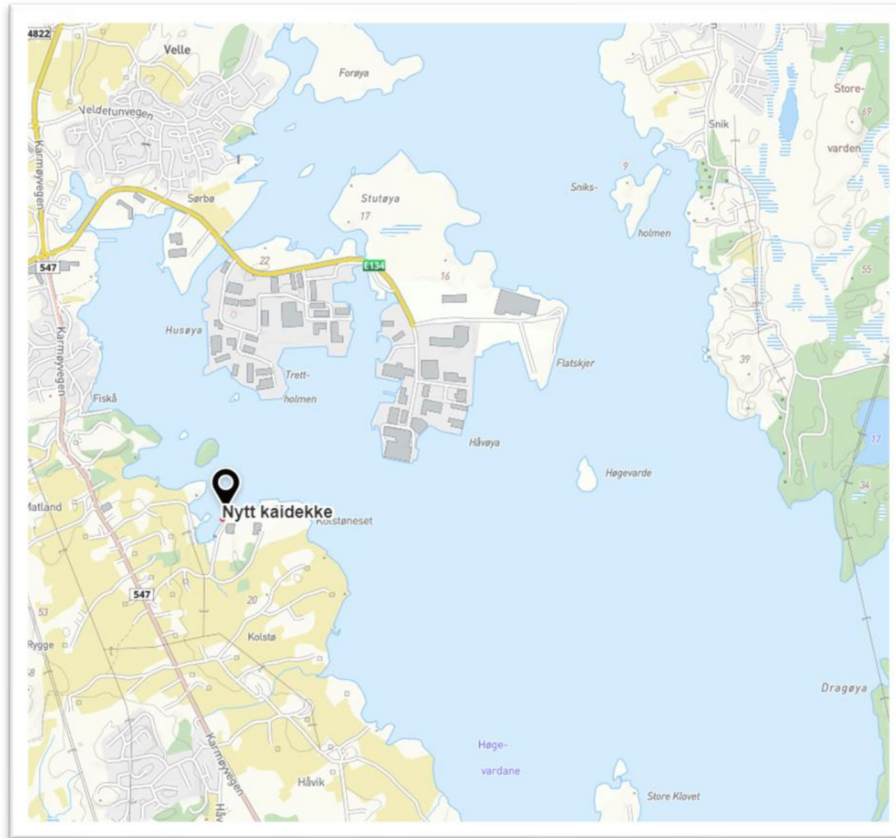 4822
Velle
Forøya
Store-
69
varden
Veldetunvegen
Snik
Karmøyvegen
Stutøya
17
9
Sniks-
holmen
Sørbø
547
22
E134
16
55
Husøya
Karmøyvegen
Flatskjer
39
Trett-
holmen
Fiskå
Håvøya
17
Høgevarde
34
Matland
Nytt kaidekke
Kolstøneset
547
53
20
Rygge
Kolstø
58
Dragøya
Høge-
vardane
Karmøyvegen
Håvik
Store Klovet